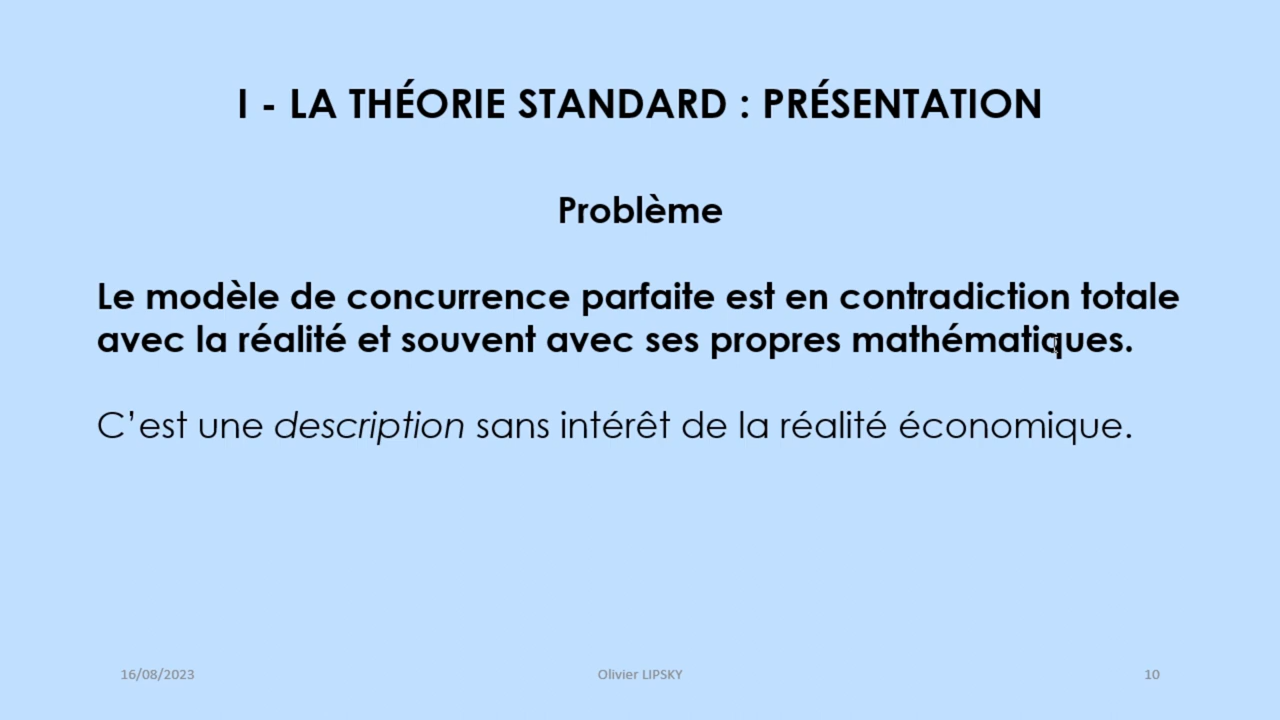 I - LA THÉORIE STANDARD : PRÉSENTATION
Problème
Le modèle de concurrence parfaite est en contradiction totale
avec la réalité et souvent avec ses propres mathématiques.
C’est une description sans intérêt de la réalité économique.
16/08/2023
Olivier LIPSKY
10